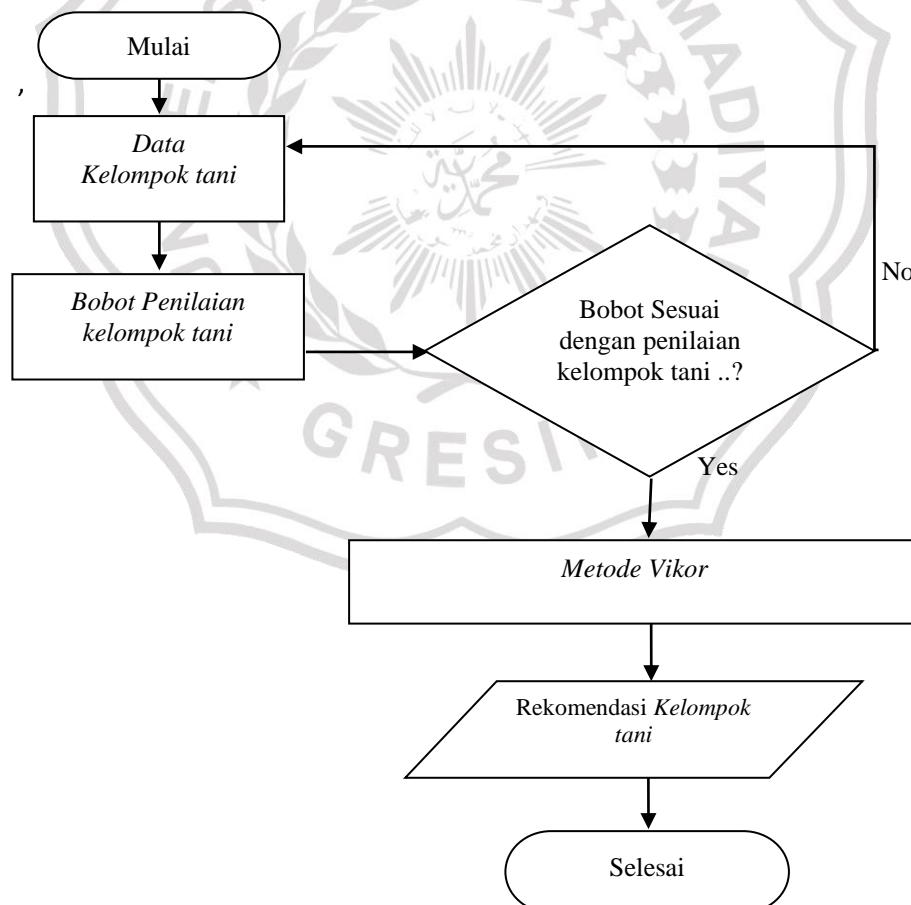 Mulai
,
Data
Kelompok tani
Bobot Penilaian
kelompok tani
Bobot Sesuai
dengan penilaian
kelompok tani ..?
No
Yes
Metode Vikor
Rekomendasi Kelompok
tani
Selesai
GRESI